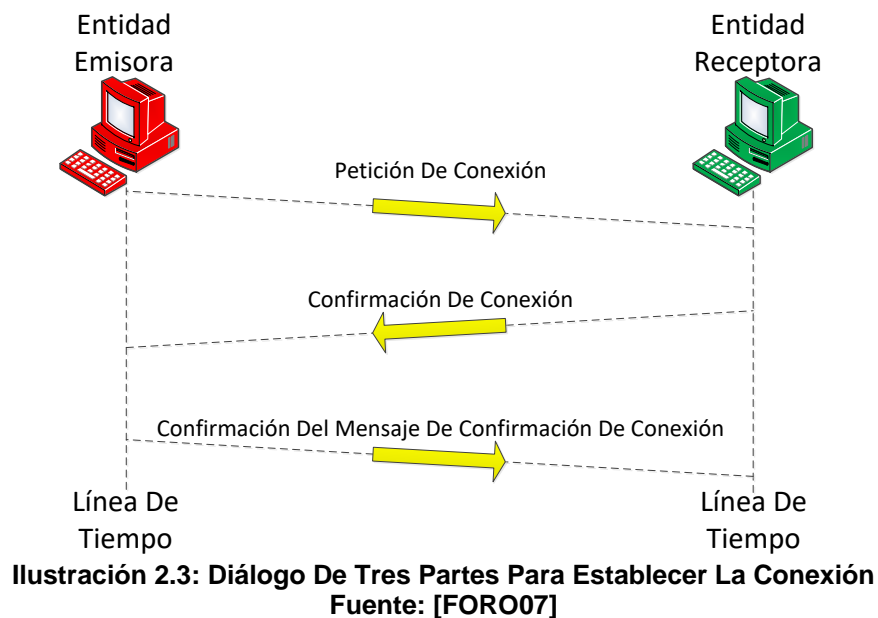 Entidad
Emisora
Entidad
Receptora
Petición De Conexión
Confirmación De Conexión
Confirmación Del Mensaje De Confirmación De Conexión
Línea De
Tiempo
Línea De
Tiempo
Ilustración 2.3: Diálogo De Tres Partes Para Establecer La Conexión
Fuente: [FORO07]